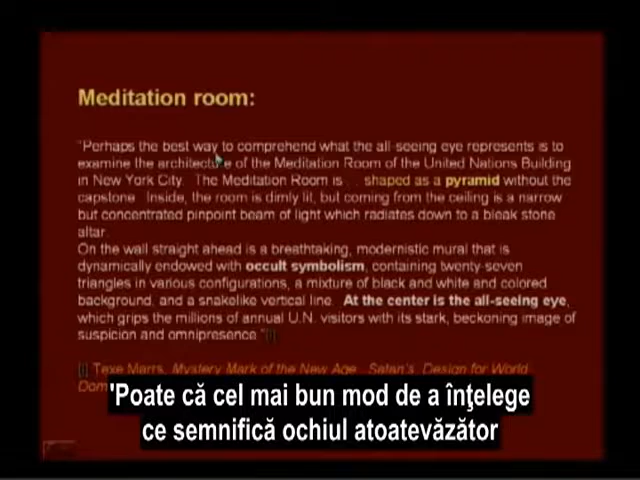 Meditation room:
"Perhaps the best way to comprehend what the all-seeing eye represents is to
examine the architecture of the Meditation Room of the United Nations Building
in New York City. The Meditation Room is . . shaped as a pyramid without the
capstone. Inside, the room is dimly lit, but coming from the ceiling is a narrow
but concentrated pinpoint beam of light which radiates down to a bleak stone
altar.
On the wall straight ahead is a breathtaking, modernistic mural that is
dynamically endowed with occult symbolism, containing twenty-seven
triangles in various configurations, a mixture of black and white and colored
background, and a snakelike vertical line. At the center is the all-seeing eye,
which grips the millions of annual U.N. visitors with its stark, beckoning image of
suspicion and omnipresence."[i]
[i] Texe Marrs, Mystery Mark of the New Age. Satan's. Design for World
Dom
'Poate că cel mai bun mod de a înţelege
ce semnifică ochiul atoatevăzător